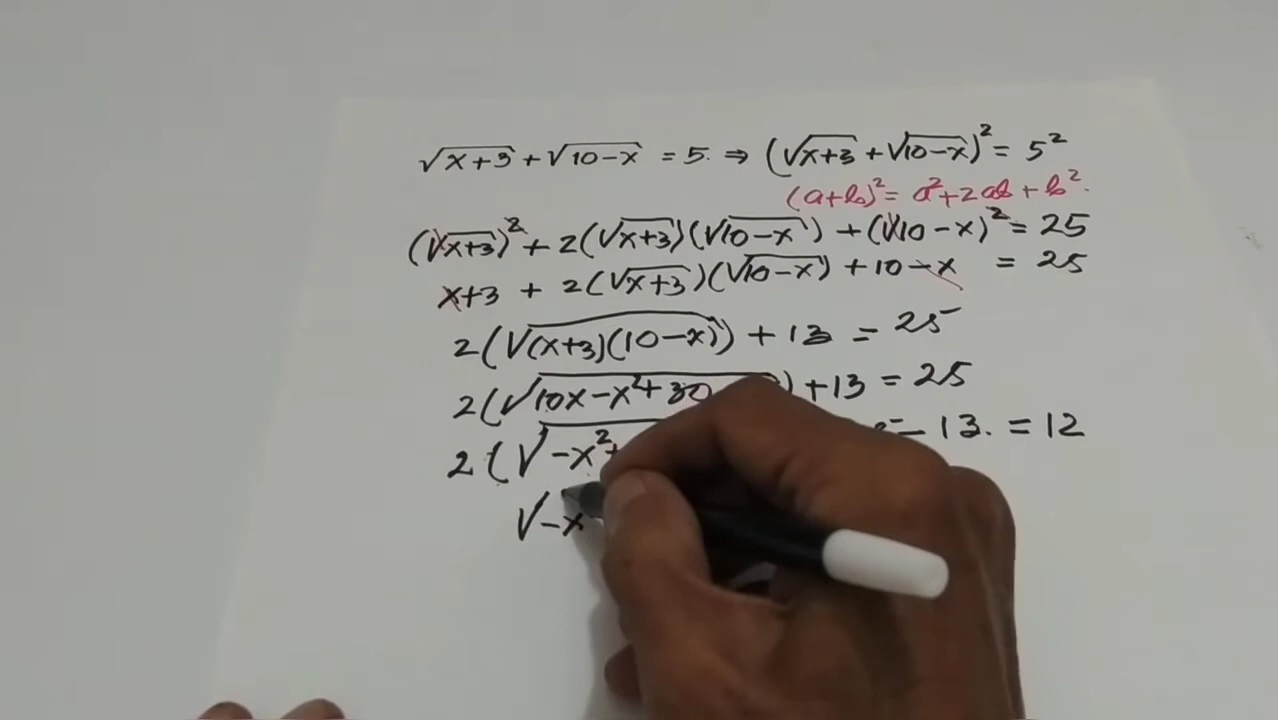 √x+3 + √10-x = 5. ⇒ (√x+3 + √10-x)² = 5²
(a+b)² = a²+2ab+b².
(√x+3)² + 2(√x+3)(√10-x) + (√10-x)² = 25
x+3 + 2(√x+3)(√10-x) + 10-x = 25
2(√(x+3)(10-x)) + 13 = 25
2(√10x-x²+30 ) + 13 = 25
2(√-x²+ - 13. = 12
√-x